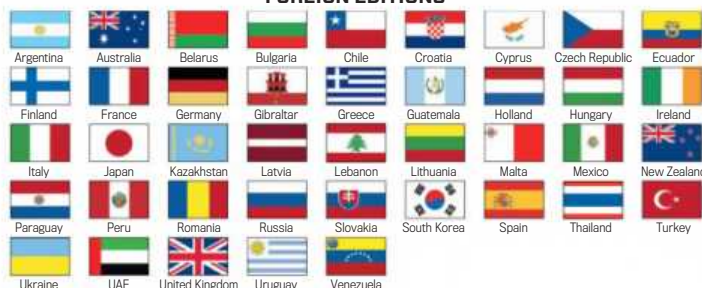 FOREIGN EDITIONS
Argentina Australia Belarus Bulgaria Chile Croatia Cyprus Czech Republic Ecuador
Finland France Germany Gibraltar Greece Guatemala Holland Hungary Ireland
Italy Japan Kazakhstan Latvia Lebanon Lithuania Malta Mexico New Zealand
Paraguay Peru Romania Russia Slovakia South Korea Spain Thailand Turkey
Ukraine UAE United Kingdom Uruguay Venezuela